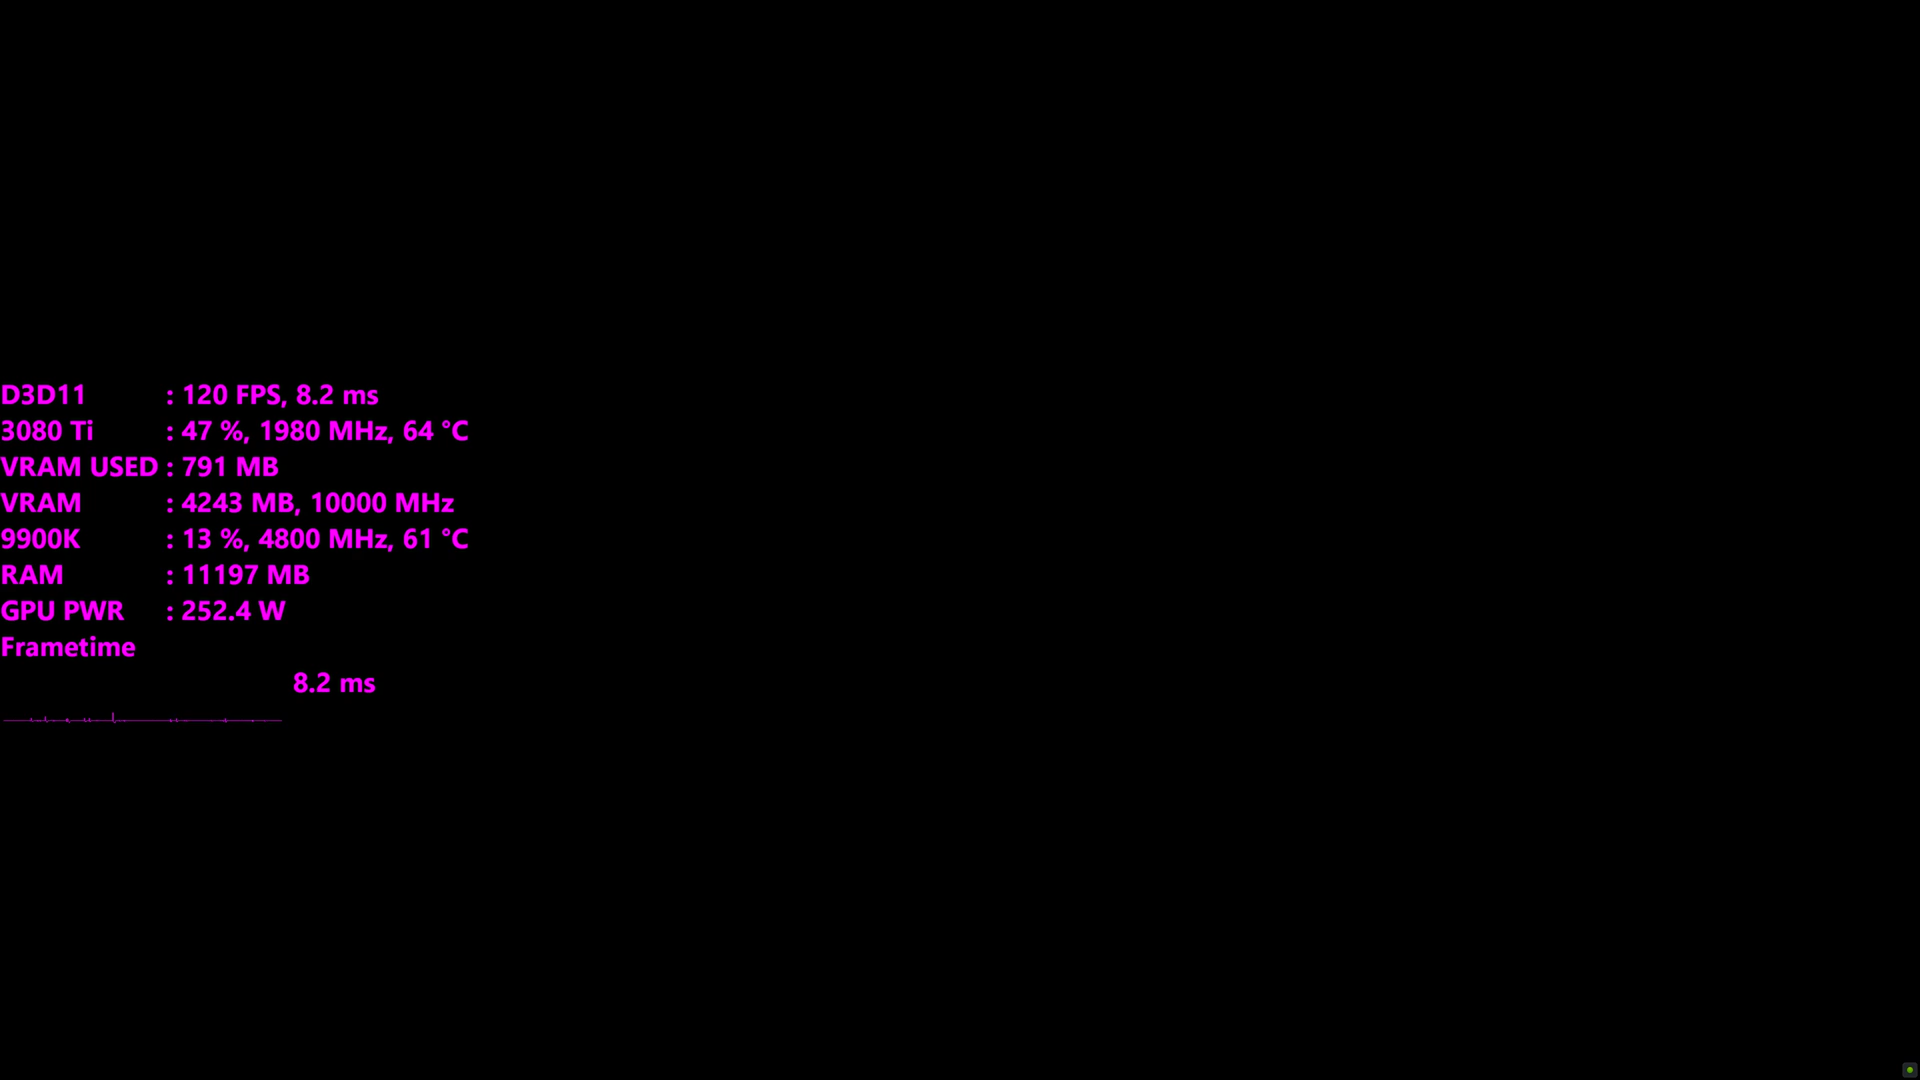 D3D11 : 120 FPS, 8.2 ms
3080 Ti : 47 %, 1980 MHz, 64 °C
VRAM USED : 791 MB
VRAM : 4243 MB, 10000 MHz
9900K : 13 %, 4800 MHz, 61 °C
RAM : 11197 MB
GPU PWR : 252.4 W
Frametime
8.2 ms